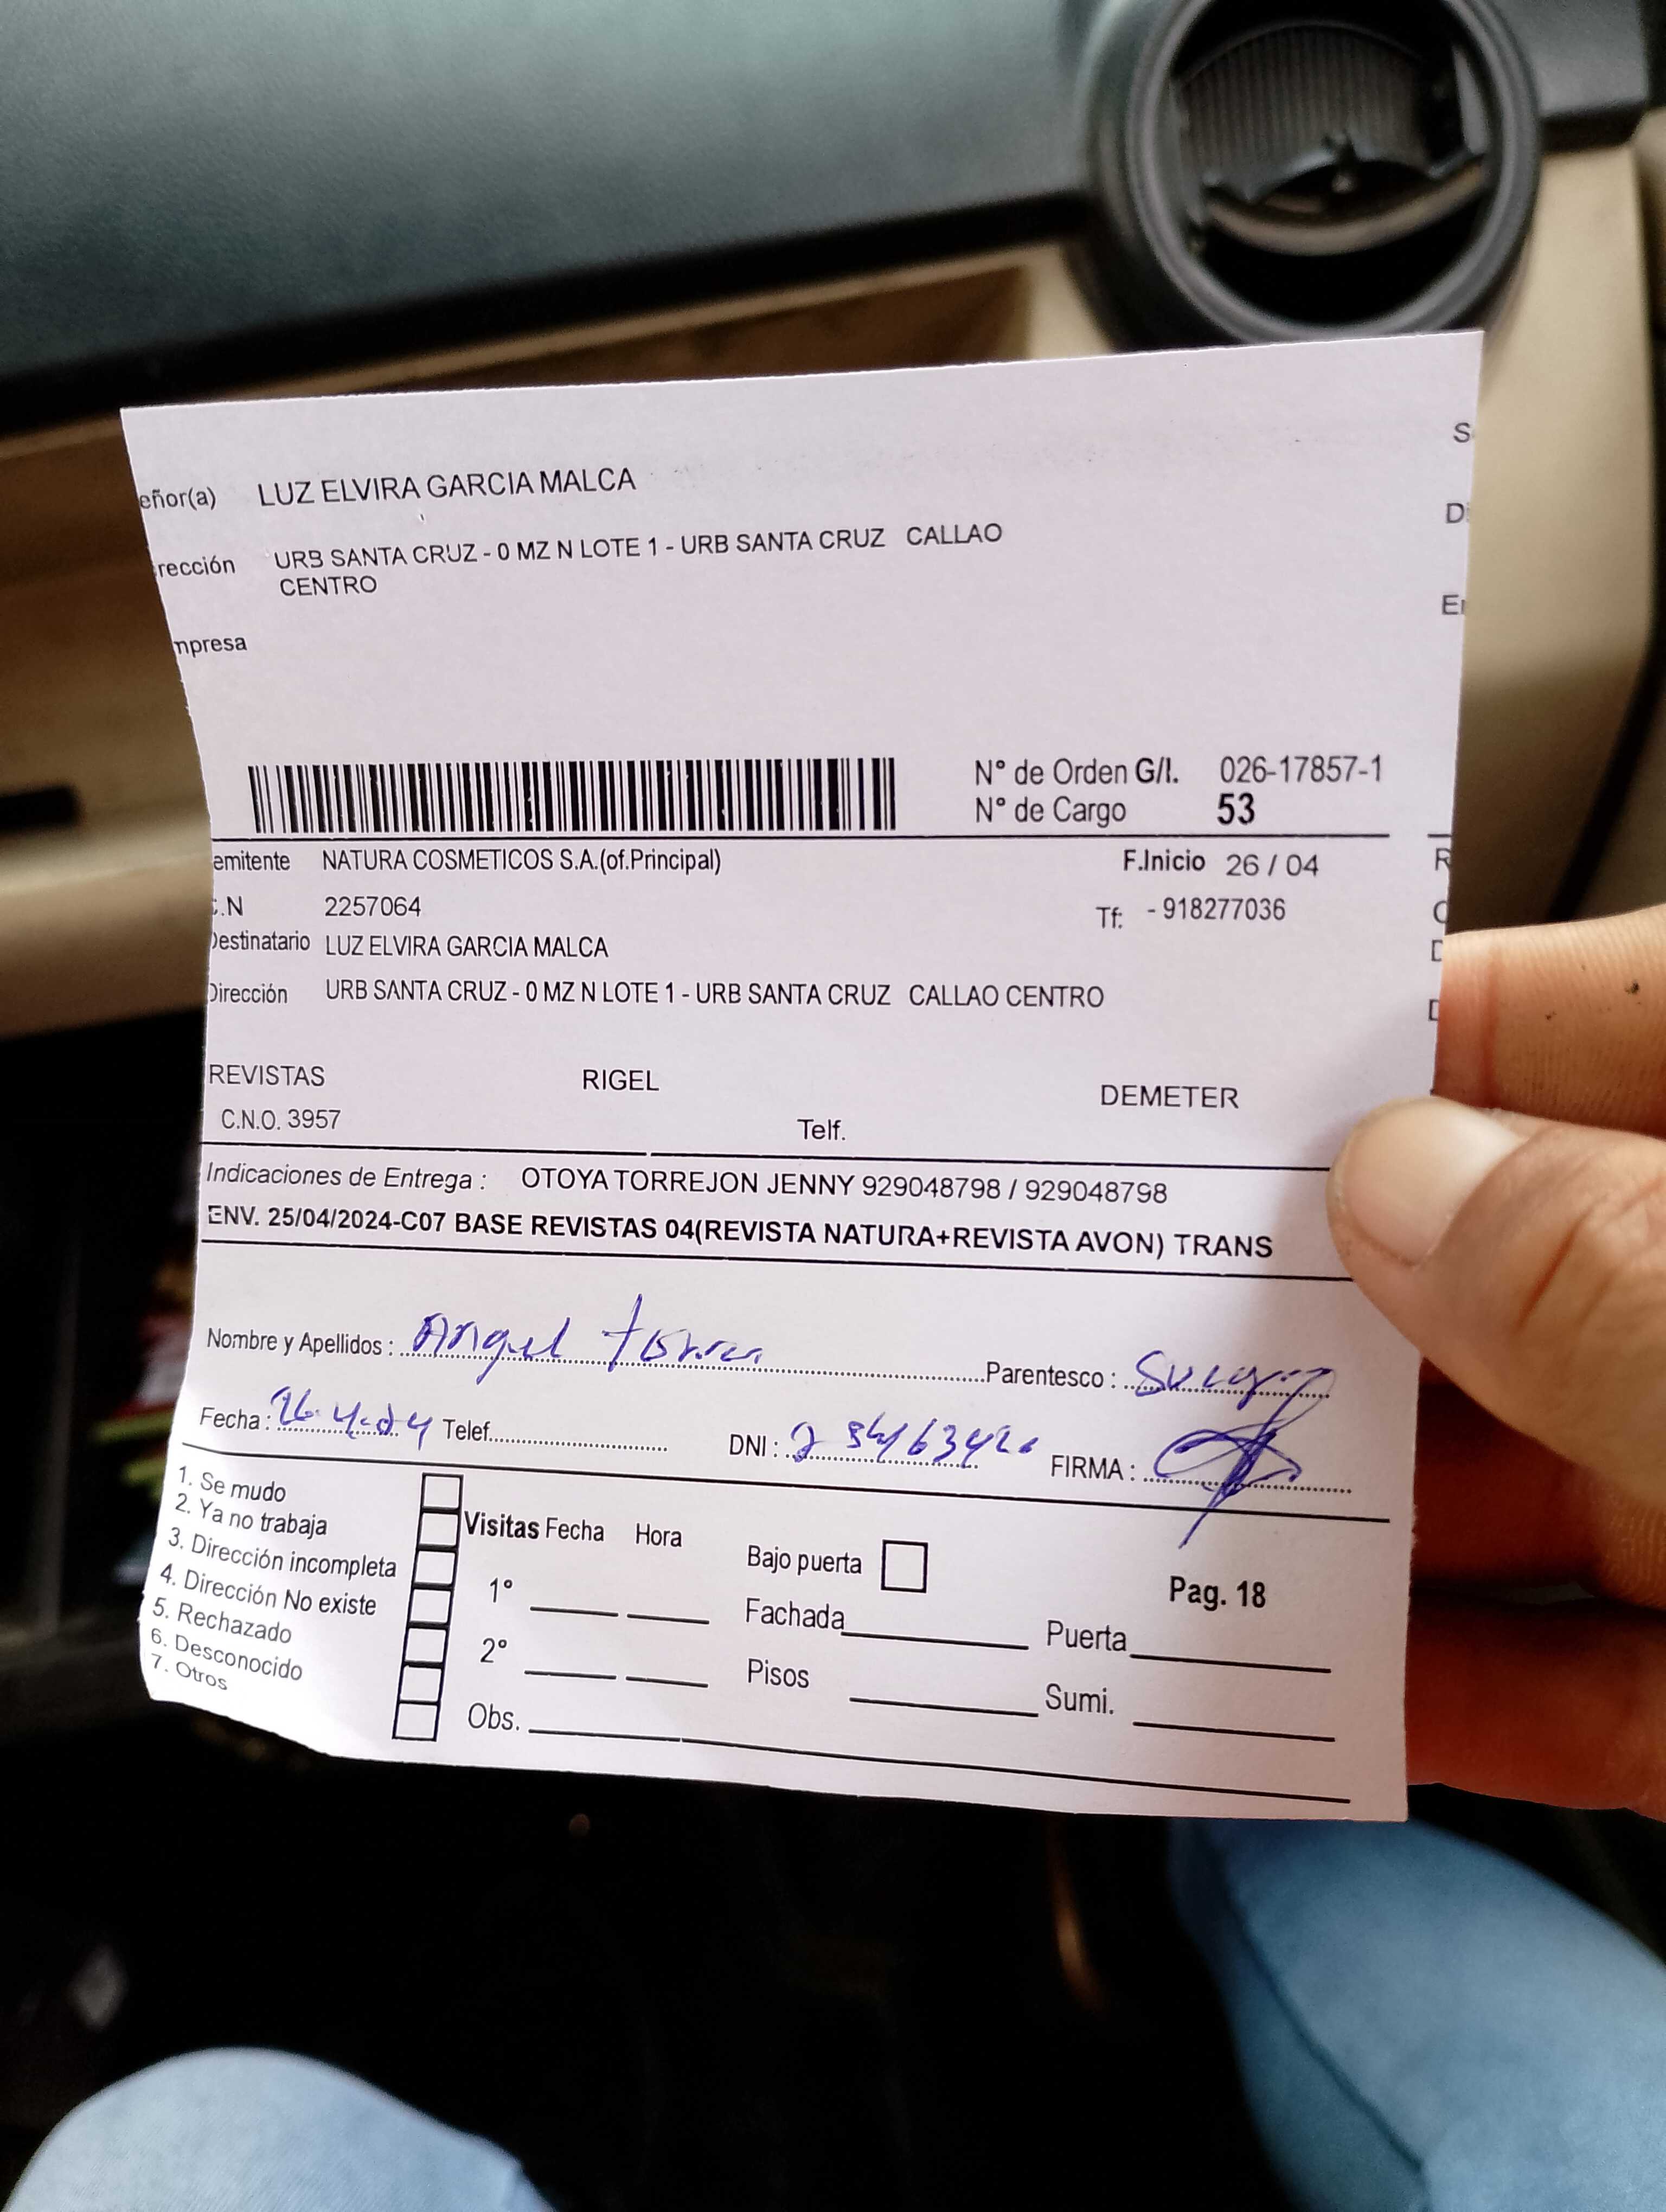 eñor(a) LUZ ELVIRA GARCIA MALCA
S
rección URB SANTA CRUZ - 0 MZ N LOTE 1 - URB SANTA CRUZ CALLAO
CENTRO
D
mpresa
E
N° de Orden G/I. 026-17857-1
N° de Cargo 53
emitente NATURA COSMETICOS S.A.(of.Principal) F.Inicio 26 / 04
R
C.N 2257064 Tf: - 918277036
C
Destinatario LUZ ELVIRA GARCIA MALCA
D
Dirección URB SANTA CRUZ - 0 MZ N LOTE 1 - URB SANTA CRUZ CALLAO CENTRO
D
REVISTAS RIGEL DEMETER
C.N.O. 3957 Telf.
Indicaciones de Entrega : OTOYA TORREJON JENNY 929048798 / 929048798
ENV. 25/04/2024-C07 BASE REVISTAS 04(REVISTA NATURA+REVISTA AVON) TRANS
Nombre y Apellidos : Angel Parentesco :
Fecha : Telef. DNI : FIRMA :
1. Se mudo
2. Ya no trabaja
3. Dirección incompleta
4. Dirección No existe
5. Rechazado
6. Desconocido
7. Otros
Visitas Fecha Hora
1°
2°
Obs.
Bajo puerta
Fachada
Pisos
Pag. 18
Puerta
Sumi.